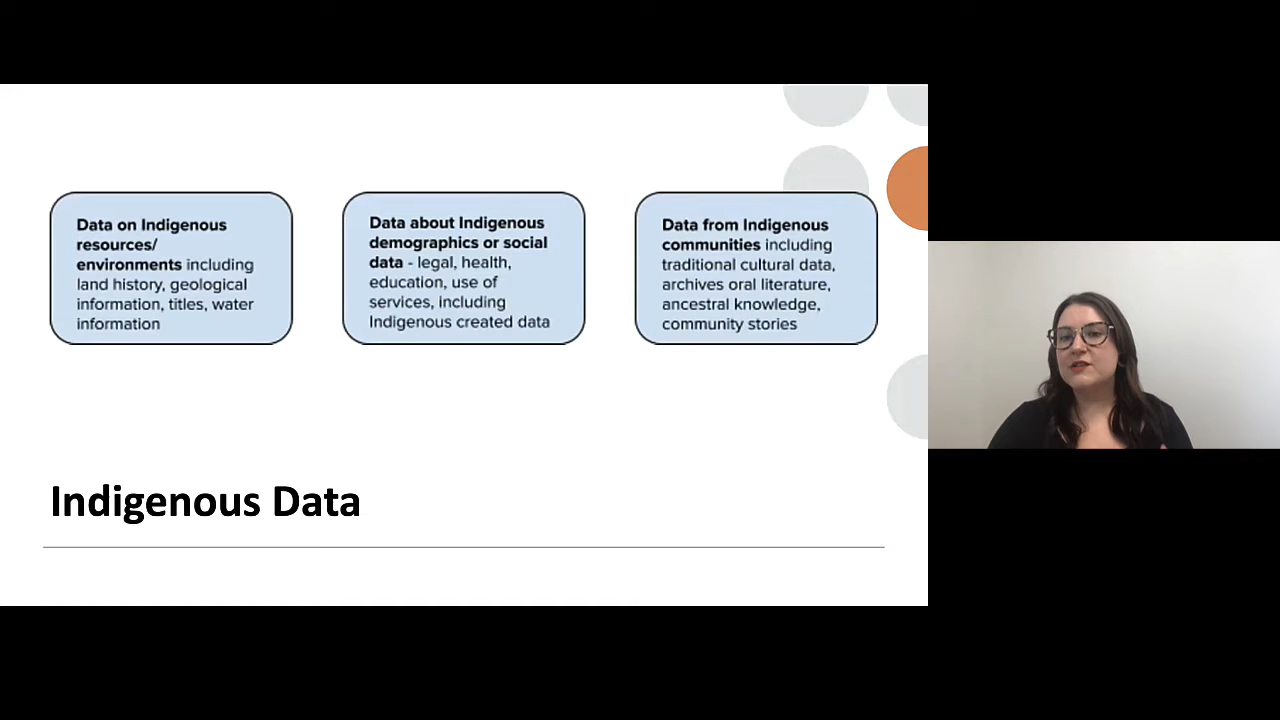 Data on Indigenous
resources/
environments including
land history, geological
information, titles, water
information
Data about Indigenous
demographics or social
data - legal, health,
education, use of
services, including
Indigenous created data
Data from Indigenous
communities including
traditional cultural data,
archives oral literature,
ancestral knowledge,
community stories
Indigenous Data